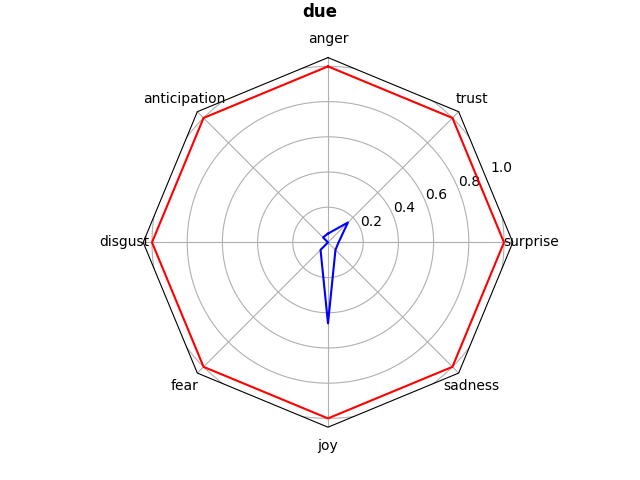 due
anger
anticipation
trust
1.0
0.8
0.6
0.4
0.2
disgust
surprise
fear
sadness
joy